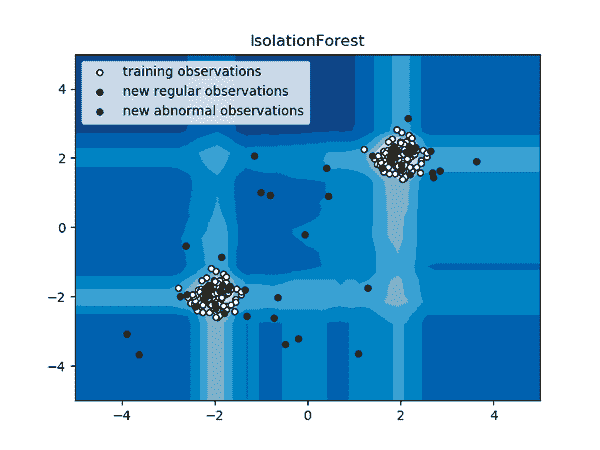 IsolationForest
training observations
new regular observations
new abnormal observations
4
2
0
−2
−4
−4 −2 0 2 4